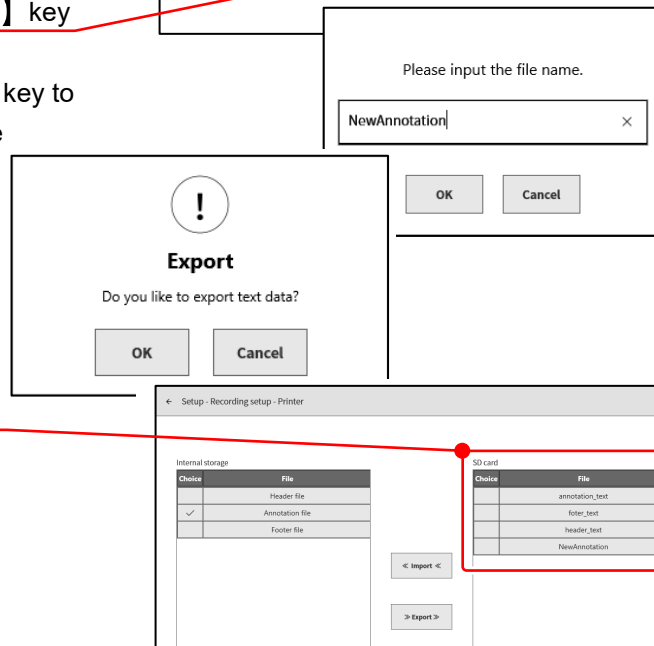 】key
key to
e
Please input the file name.
NewAnnotation ×
OK Cancel
!
Export
Do you like to export text data?
OK Cancel
← Setup - Recording setup - Printer
Internal storage
Choice File
Header file
✓ Annotation file
Footer file
≪ Import ≪
≫ Export ≫
SD card
Choice File
annotation_text
foter_text
header_text
NewAnnotation